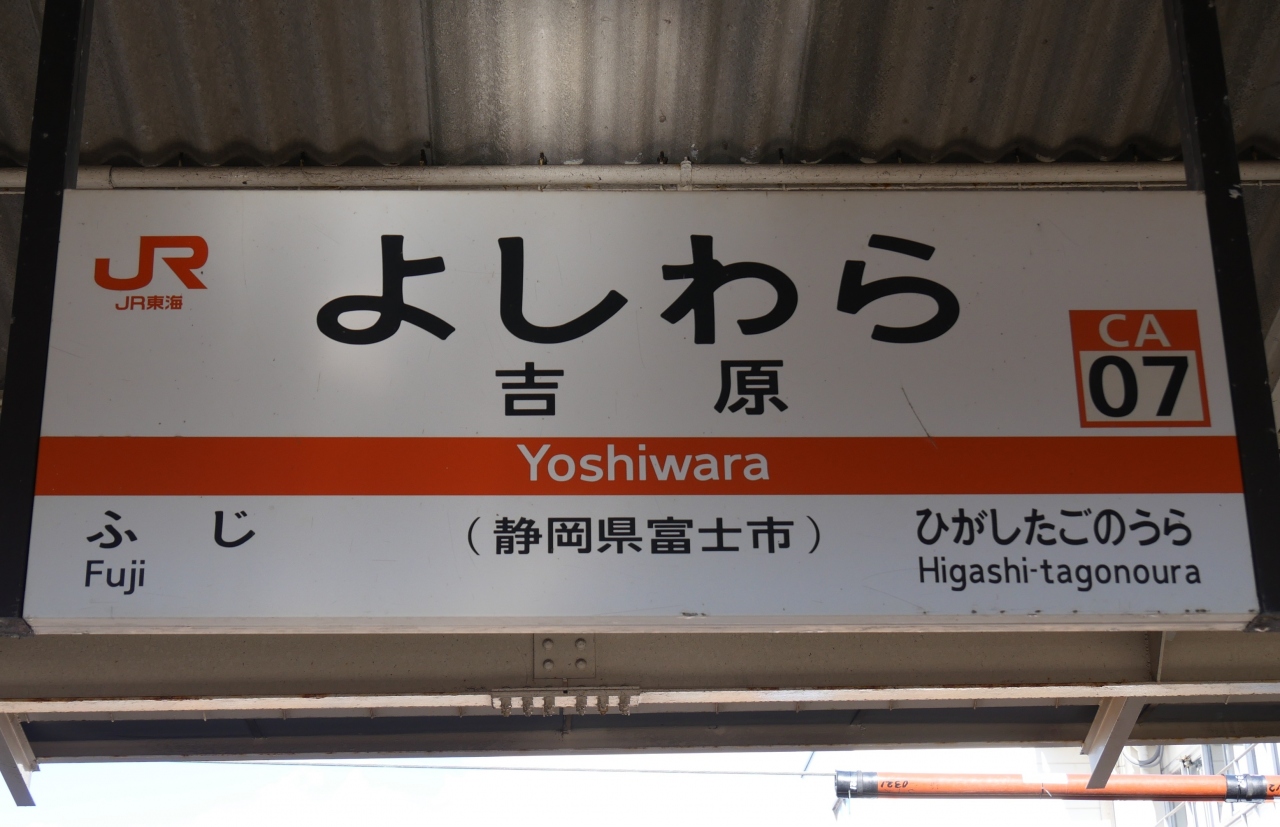 JR
JR東海
よしわら
吉原
CA
07
Yoshiwara
ふじ
Fuji
（静岡県富士市）
ひがしたごのうら
Higashi-tagonoura